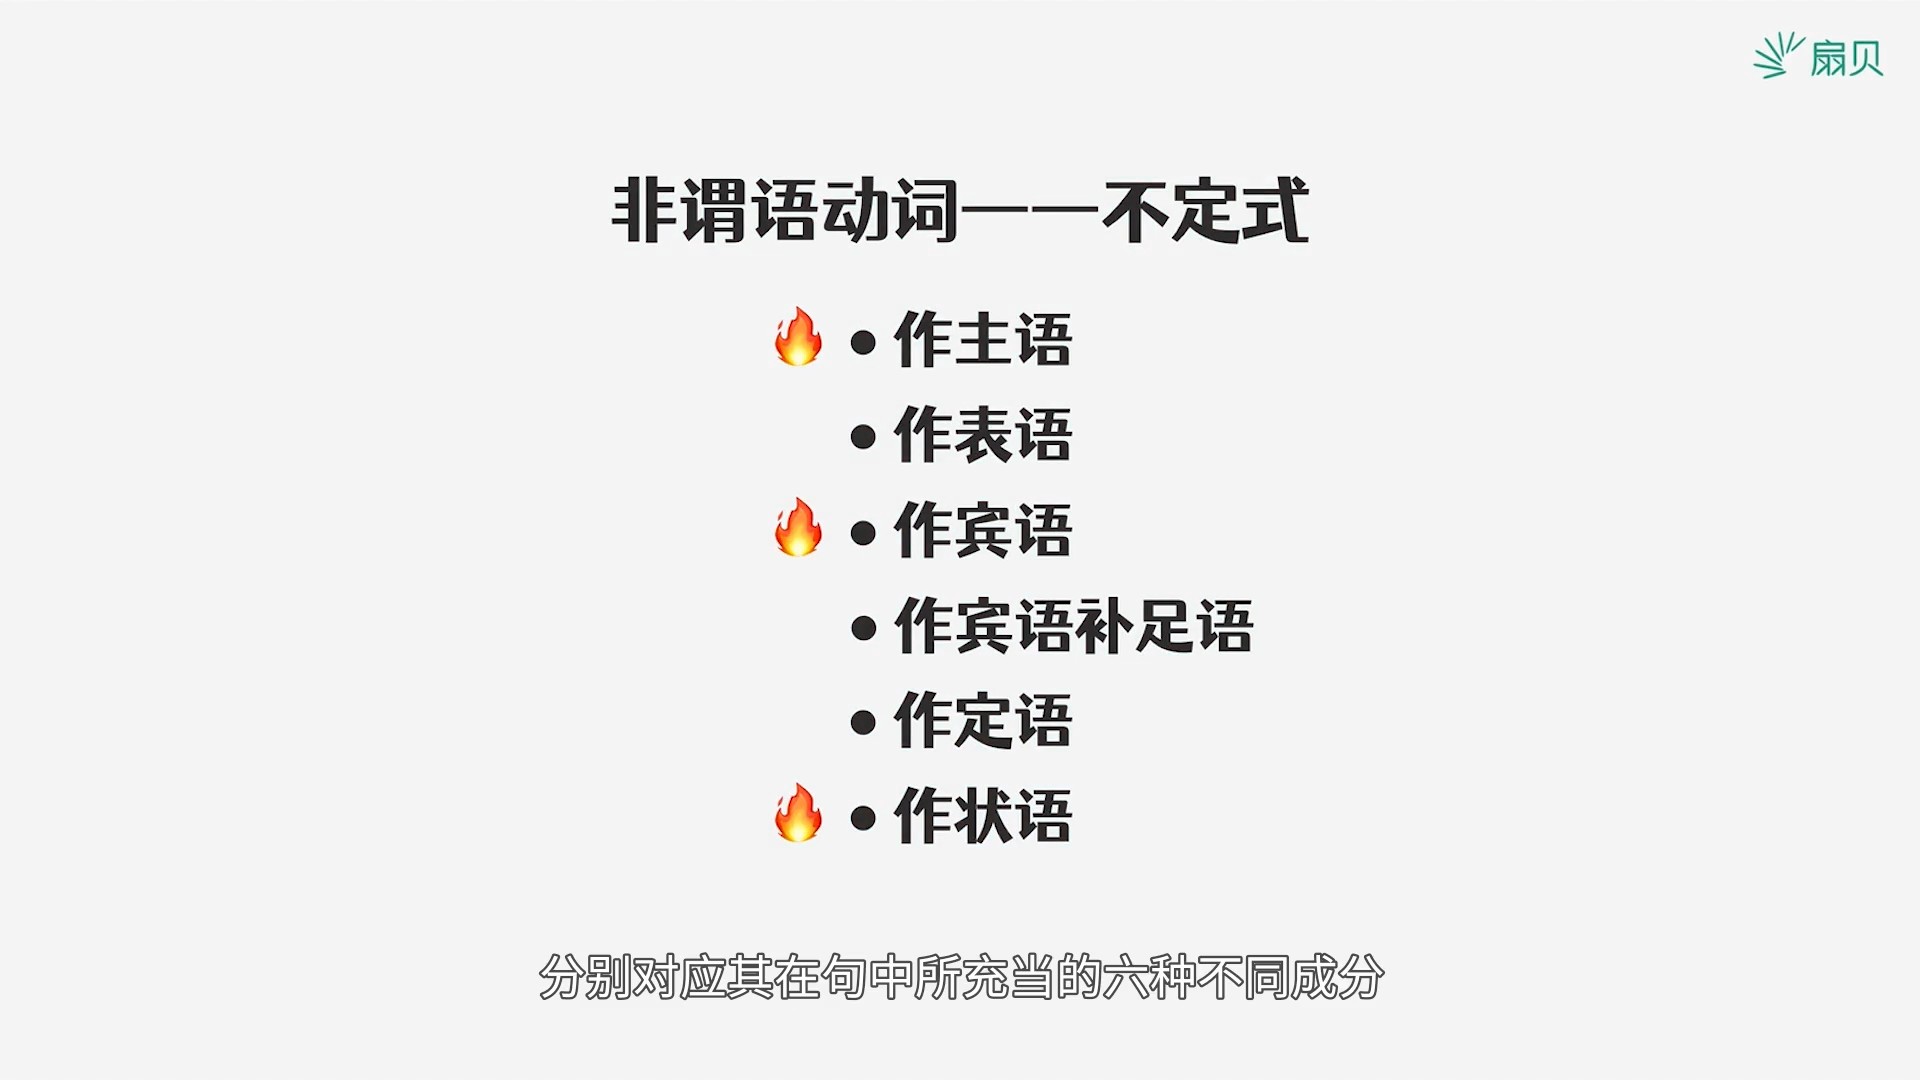 扇贝
非谓语动词——不定式
🔥 • 作主语
• 作表语
🔥 • 作宾语
• 作宾语补足语
• 作定语
🔥 • 作状语
分别对应其在句中所充当的六种不同成分